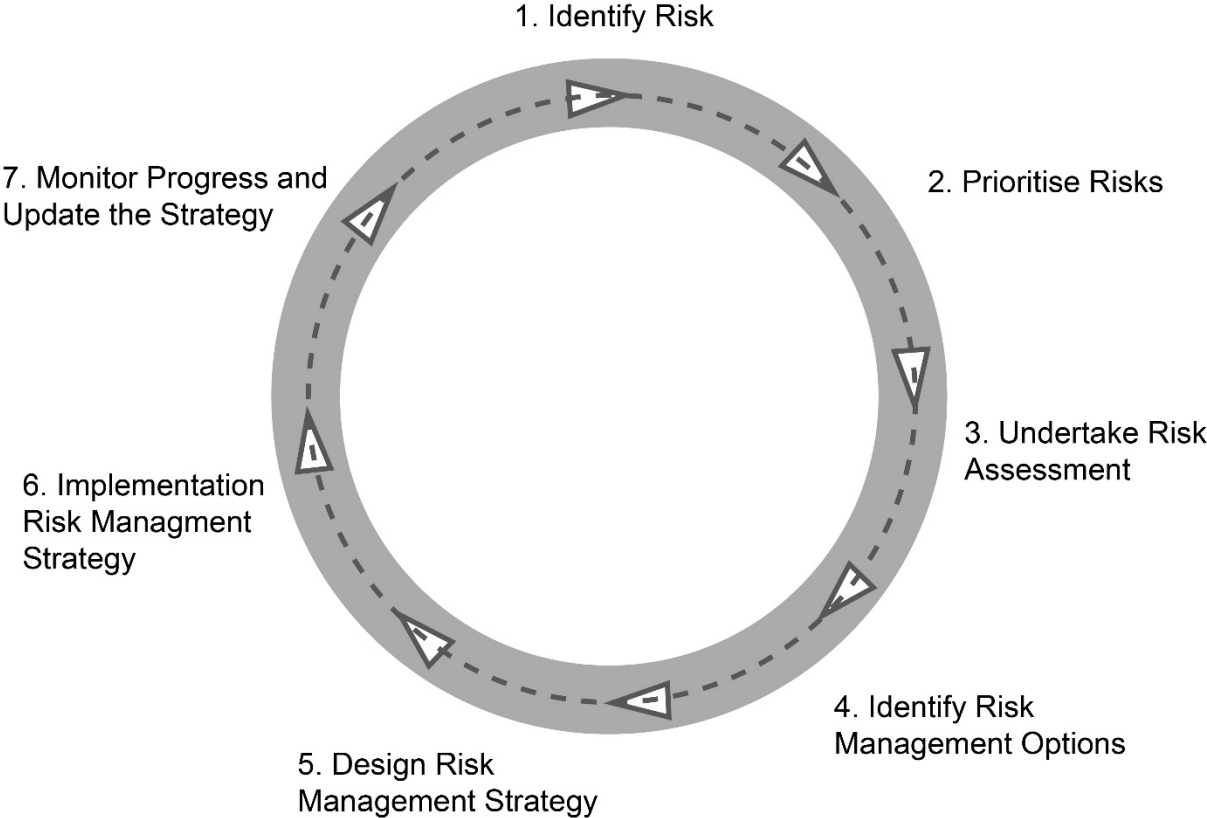 1. Identify Risk
2. Prioritise Risks
3. Undertake Risk
Assessment
4. Identify Risk
Management Options
5. Design Risk
Management Strategy
6. Implementation
Risk Managment
Strategy
7. Monitor Progress and
Update the Strategy